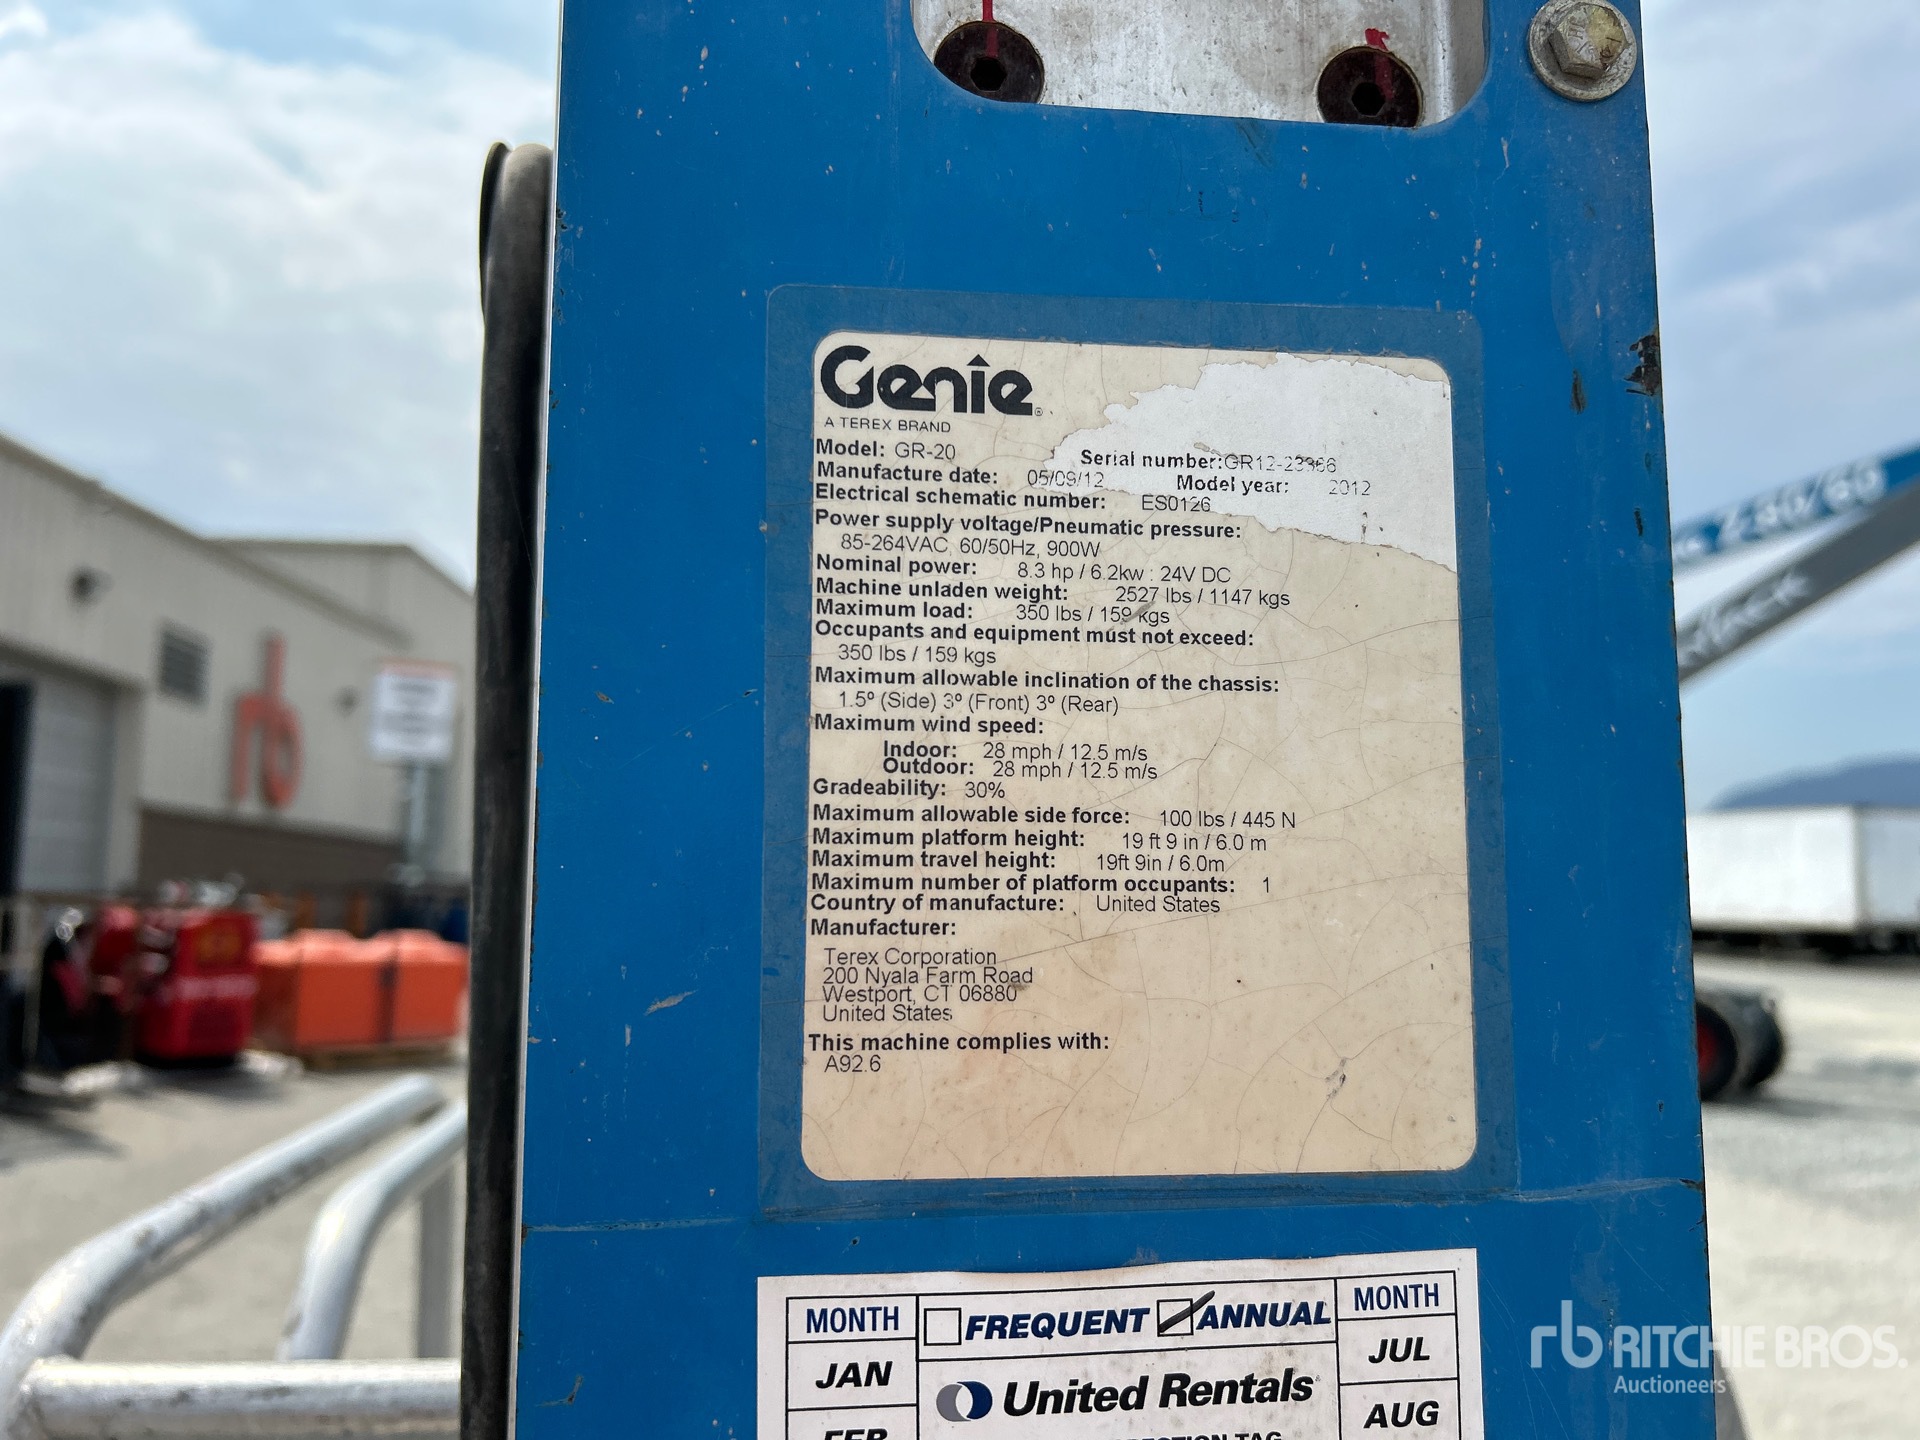 Genie®
A TEREX BRAND
Model: GR-20 Serial number:GR12-23366
Manufacture date: 05/09/12 Model year: 2012
Electrical schematic number: ES0126
Power supply voltage/Pneumatic pressure:
85-264VAC, 60/50Hz, 900W
Nominal power: 8.3 hp / 6.2kw : 24V DC
Machine unladen weight: 2527 lbs / 1147 kgs
Maximum load: 350 lbs / 159 kgs
Occupants and equipment must not exceed:
350 lbs / 159 kgs
Maximum allowable inclination of the chassis:
1.5º (Side) 3º (Front) 3º (Rear)
Maximum wind speed:
Indoor: 28 mph / 12.5 m/s
Outdoor: 28 mph / 12.5 m/s
Gradeability: 30%
Maximum allowable side force: 100 lbs / 445 N
Maximum platform height: 19 ft 9 in / 6.0 m
Maximum travel height: 19ft 9in / 6.0m
Maximum number of platform occupants: 1
Country of manufacture: United States
Manufacturer:
Terex Corporation
200 Nyala Farm Road
Westport, CT 06880
United States
This machine complies with:
A92.6
MONTH FREQUENT ANNUAL MONTH
JAN JUL
United Rentals
FEB AUG
TAG
rb
rb RITCHIE BROS.
Auctioneers